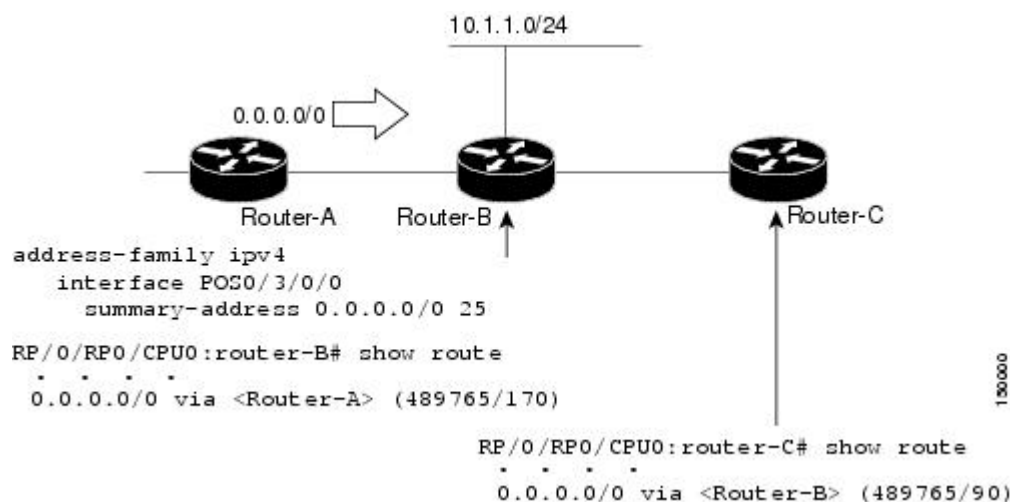 10.1.1.0/24
0.0.0.0/0
Router-A
Router-B
Router-C
address-family ipv4
interface POS0/3/0/0
summary-address 0.0.0.0/0 25
RP/0/RP0/CPU0:router-B# show route
. . . .
0.0.0.0/0 via <Router-A> (489765/170)
RP/0/RP0/CPU0:router-C# show route
. . . .
0.0.0.0/0 via <Router-B> (489765/90)
150000